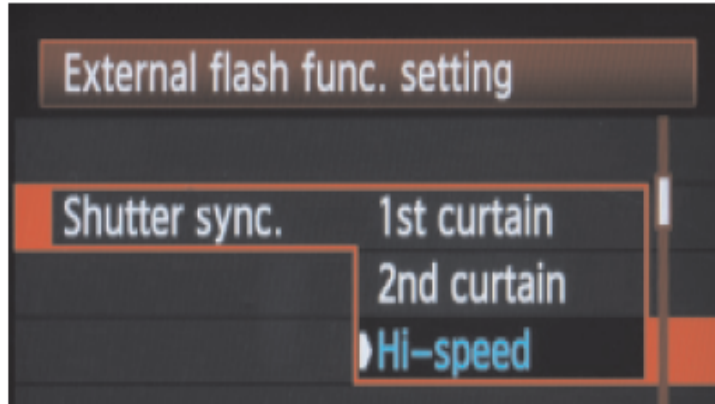 External flash func. setting
Shutter sync. 1st curtain
2nd curtain
Hi-speed